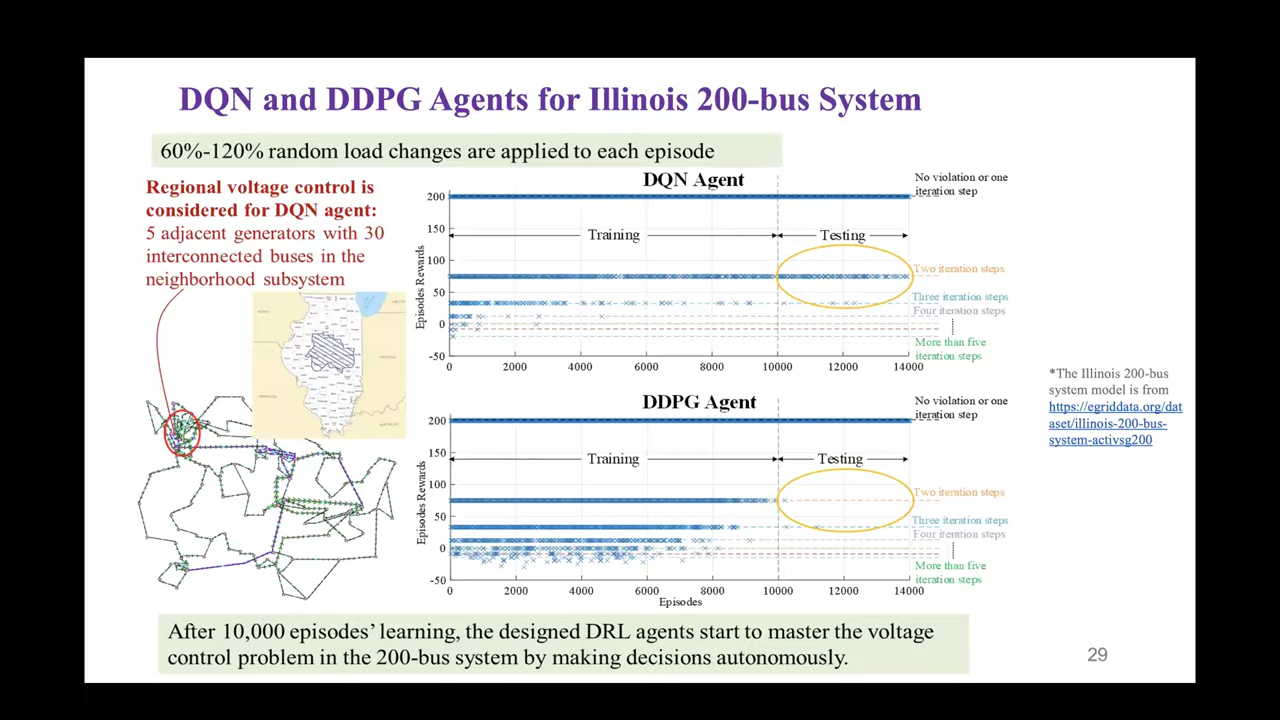 DQN and DDPG Agents for Illinois 200-bus System
60%-120% random load changes are applied to each episode
Regional voltage control is
considered for DQN agent:
5 adjacent generators with 30
interconnected buses in the
neighborhood subsystem
DQN Agent
No violation or one
iteration step
Training
Testing
Two iteration steps
Three iteration steps
Four iteration steps
More than five
iteration steps
Episodes Rewards
200
150
100
50
0
-50
0 2000 4000 6000 8000 10000 12000 14000
DDPG Agent
No violation or one
iteration step
Training
Testing
Two iteration steps
Three iteration steps
Four iteration steps
More than five
iteration steps
Episodes Rewards
200
150
100
50
0
-50
0 2000 4000 6000 8000 10000 12000 14000
Episodes
*The Illinois 200-bus
system model is from
https://egriddata.org/dat
aset/illinois-200-bus-
system-activsg200
After 10,000 episodes’ learning, the designed DRL agents start to master the voltage
control problem in the 200-bus system by making decisions autonomously.
29